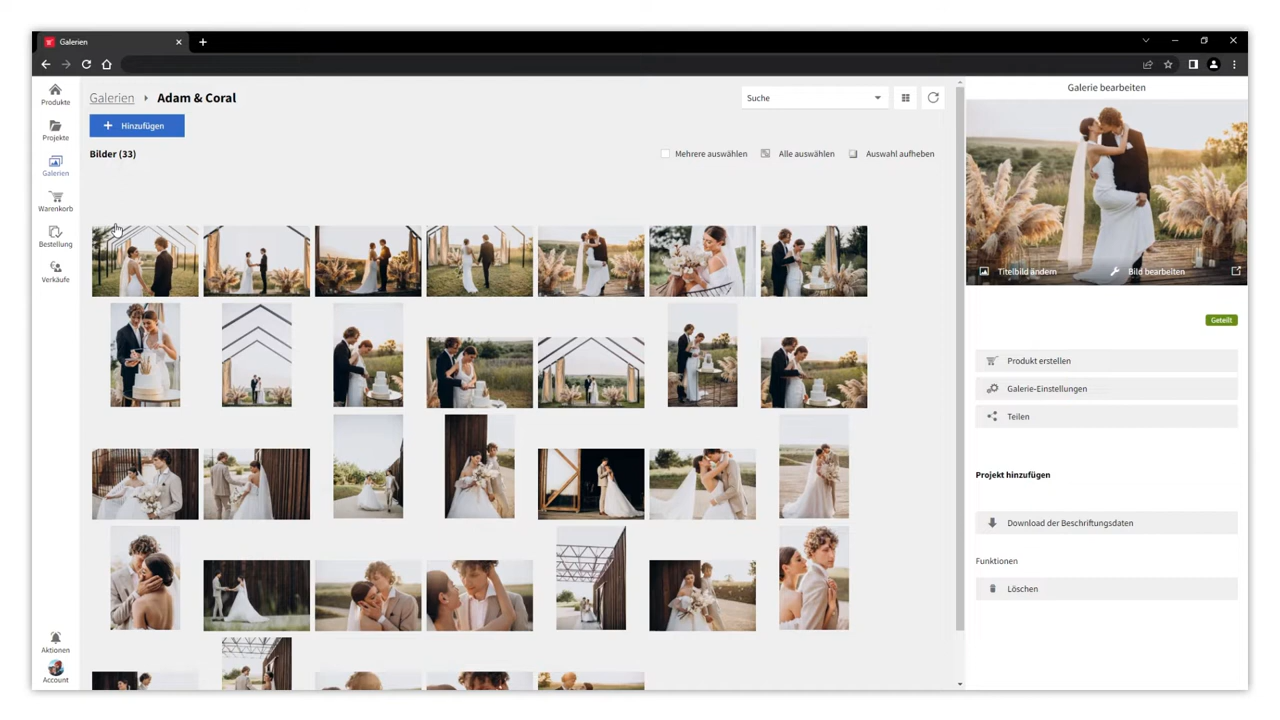 Galerien
Produkte
Projekte
Galerien
Warenkorb
Bestellung
Verkäufe
Aktionen
Account
Galerien Adam & Coral
Suche
Hinzufügen
Bilder (33)
Mehrere auswählen Alle auswählen Auswahl aufheben
Galerie bearbeiten
Titelbild ändern Bild bearbeiten
Geteilt
Produkt erstellen
Galerie-Einstellungen
Teilen
Projekt hinzufügen
Download der Beschriftungsdaten
Funktionen
Löschen